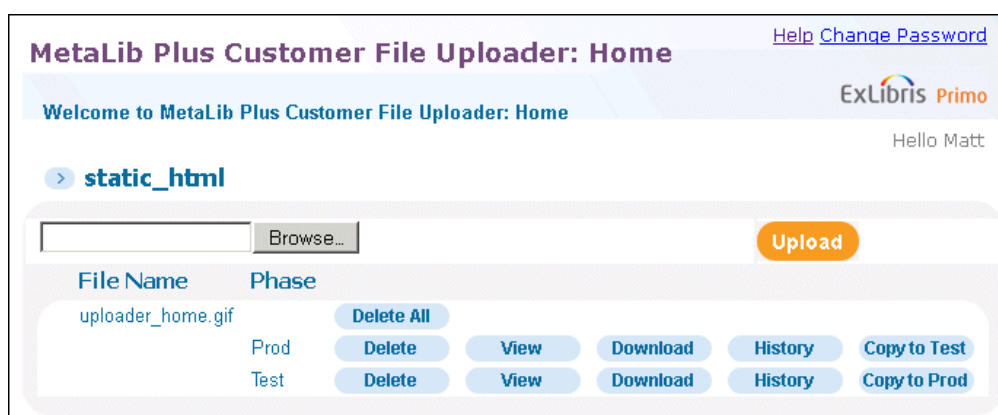 Help Change Password
MetaLib Plus Customer File Uploader: Home
ExLibris Primo
Welcome to MetaLib Plus Customer File Uploader: Home
Hello Matt
> static_html
Browse... Upload
File Name Phase
uploader_home.gif Delete All
Prod Delete View Download History Copy to Test
Test Delete View Download History Copy to Prod